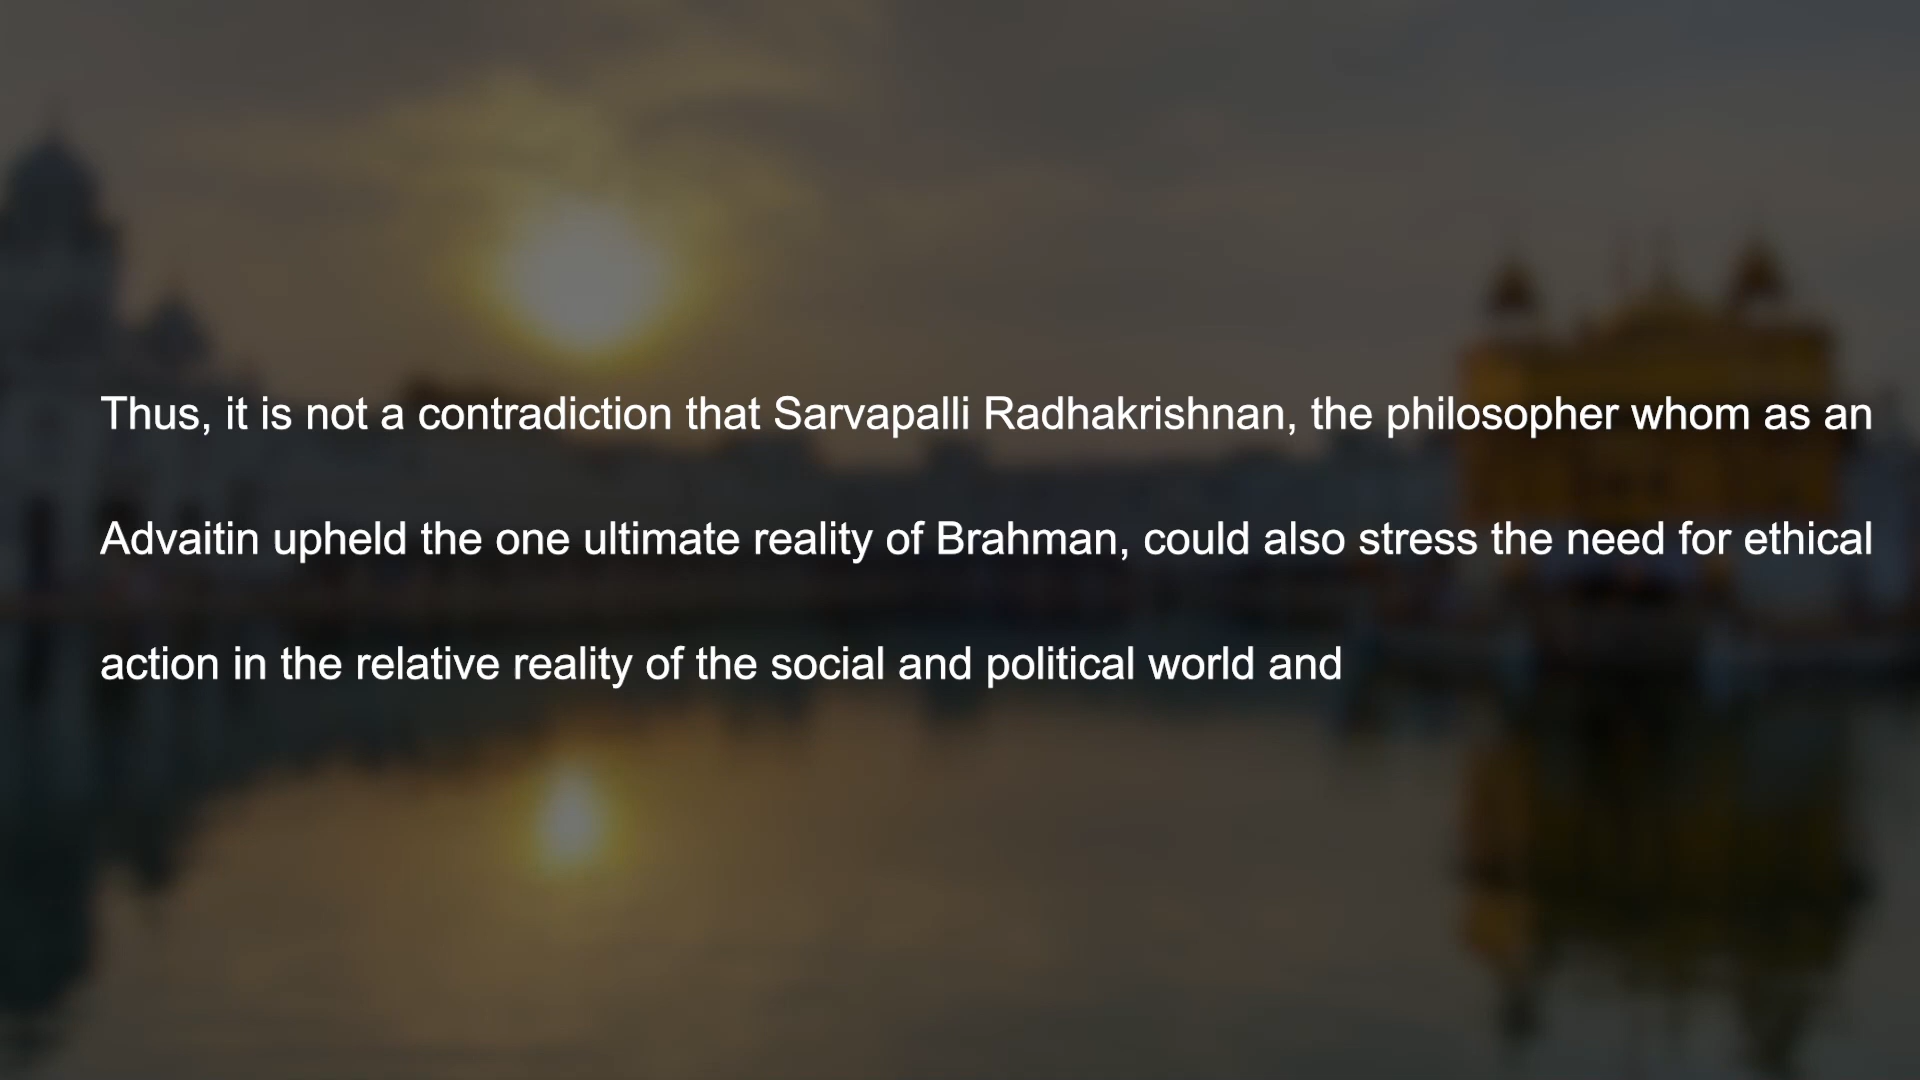 Thus, it is not a contradiction that Sarvapalli Radhakrishnan, the philosopher whom as an
Advaitin upheld the one ultimate reality of Brahman, could also stress the need for ethical
action in the relative reality of the social and political world and